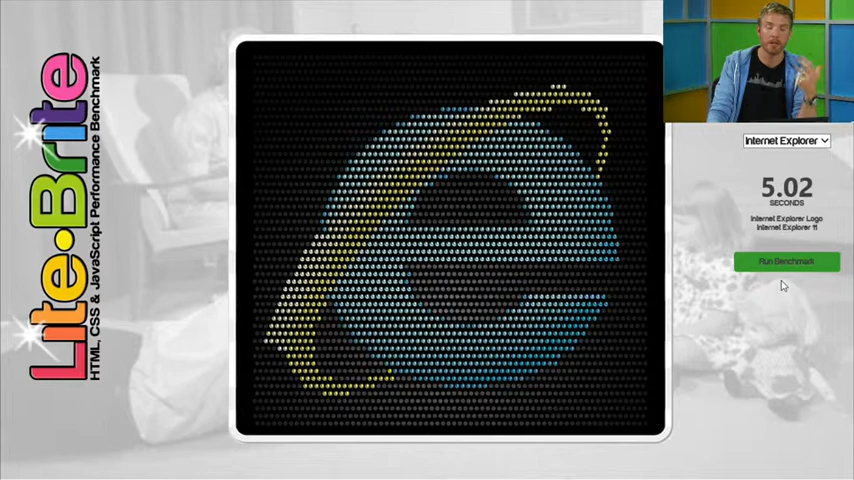 Lite•Brite
HTML, CSS & JavaScript Performance Benchmark
Internet Explorer
5.02
SECONDS
Internet Explorer Logo
Internet Explorer 11
Run Benchmark